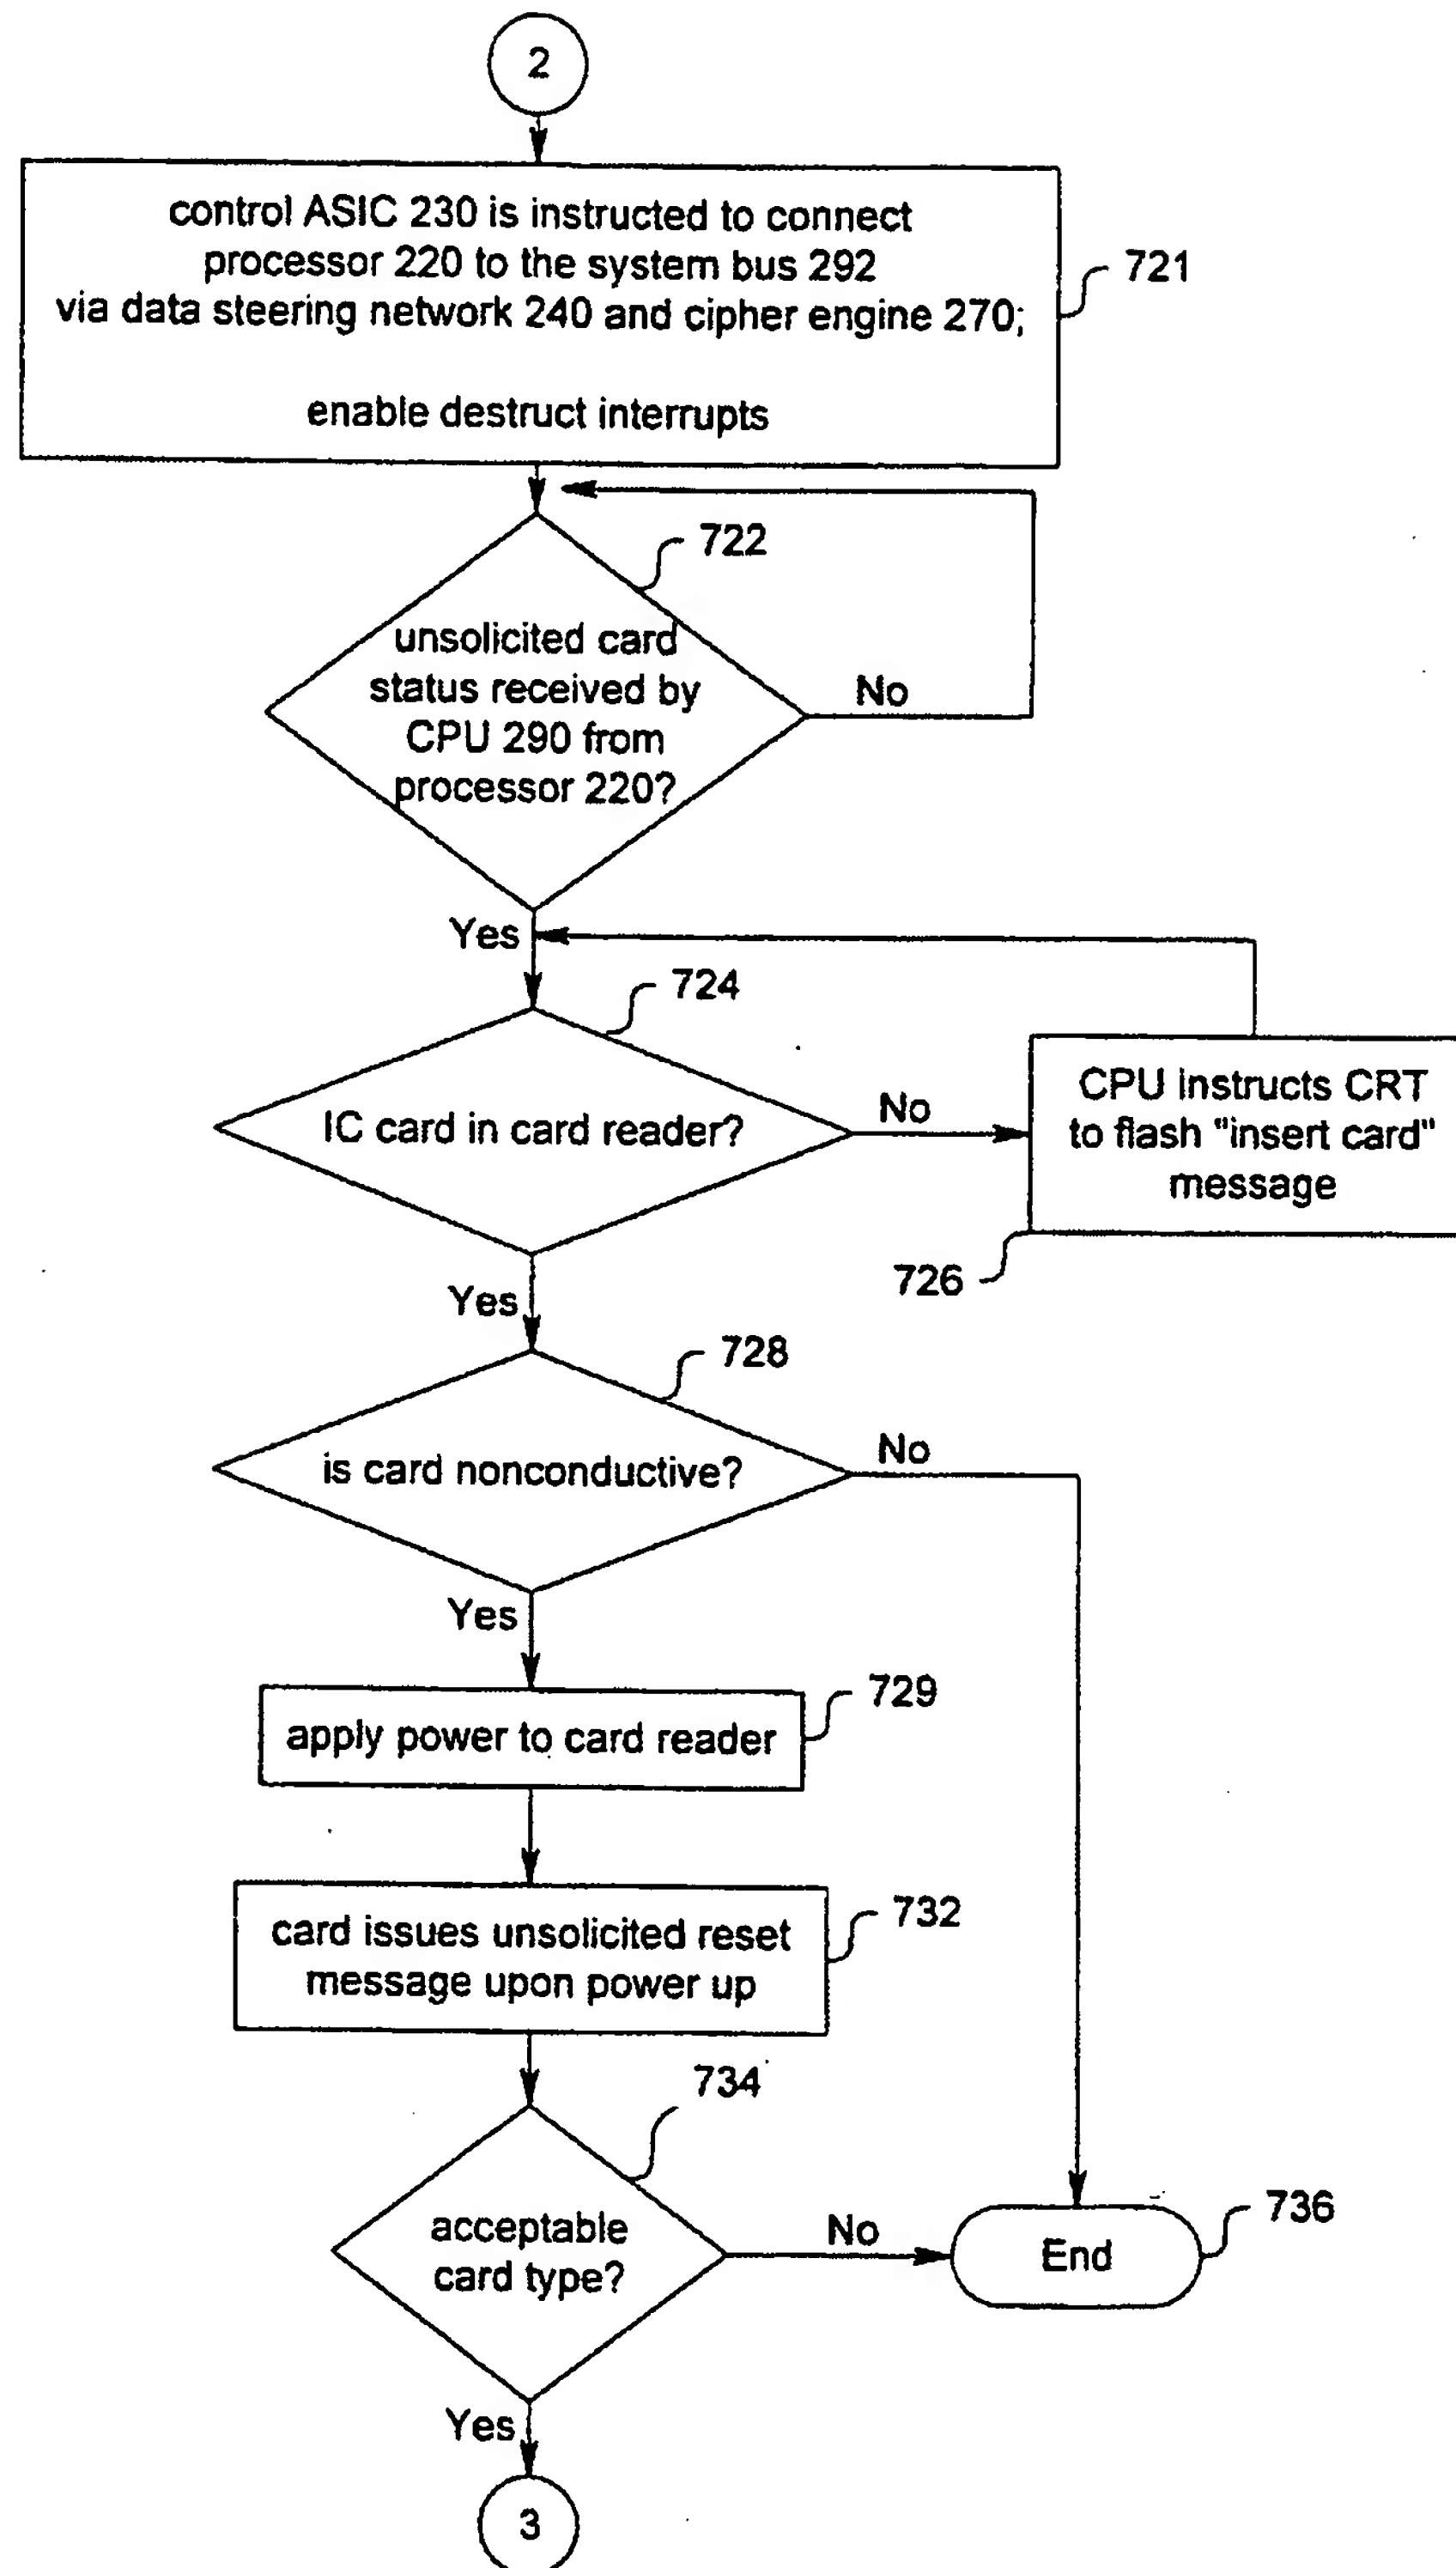 2
control ASIC 230 is instructed to connect
processor 220 to the system bus 292
via data steering network 240 and cipher engine 270;
enable destruct interrupts
721
722
unsolicited card
status received by
CPU 290 from
processor 220?
No
Yes
724
IC card in card reader?
No
CPU instructs CRT
to flash "insert card"
message
726
Yes
728
is card nonconductive?
No
Yes
729
apply power to card reader
732
card issues unsolicited reset
message upon power up
734
acceptable
card type?
No
End
736
Yes
3